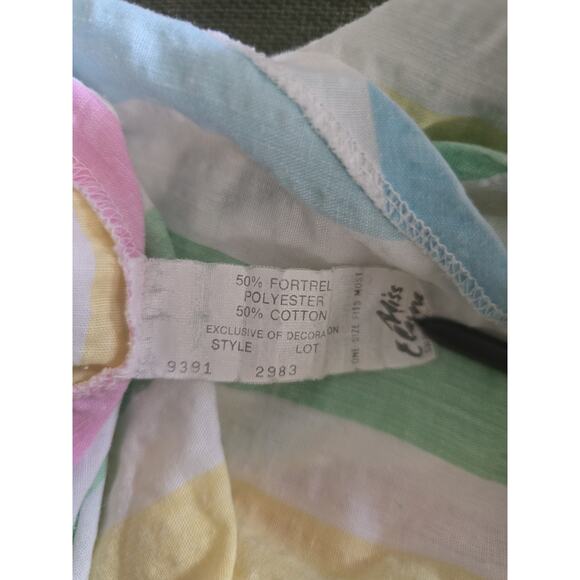 50% FORTREL
POLYESTER
50% COTTON
EXCLUSIVE OF DECORATION
STYLE LOT
9391 2983
ONE SIZE FITS MOST
Miss
Elaine